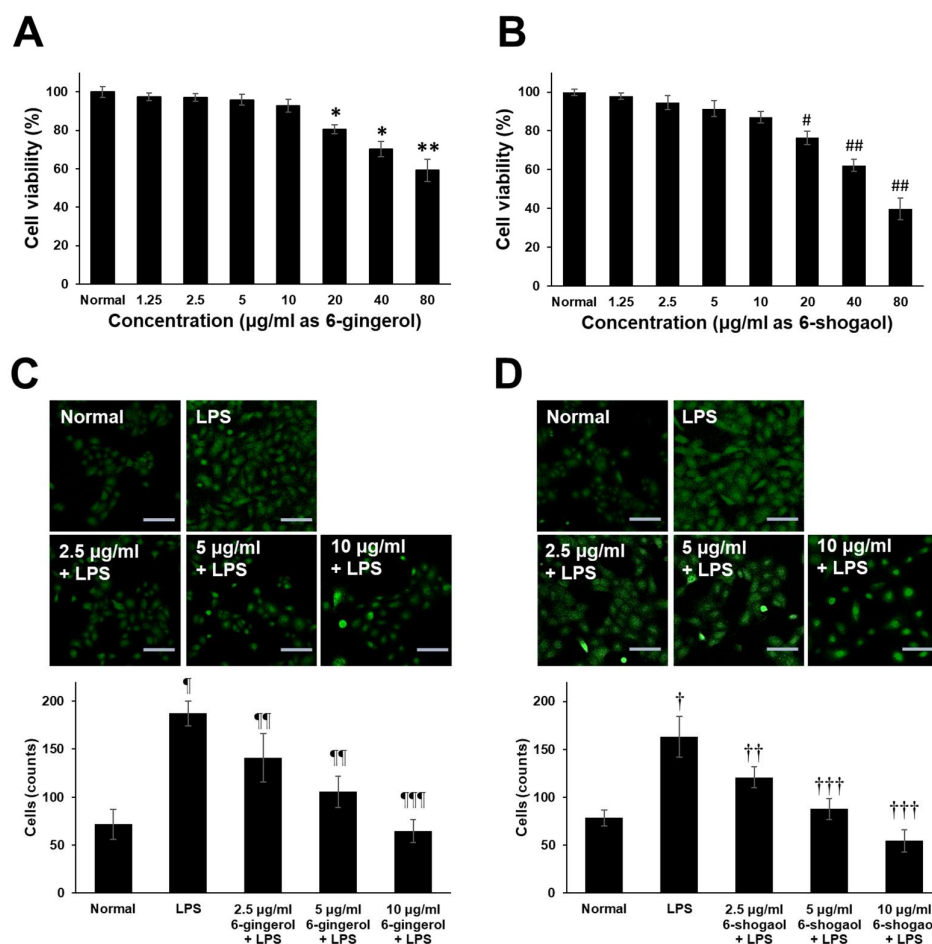 A
Cell viability (%)
100
80
60
40
20
0
*
*
**
Normal 1.25 2.5 5 10 20 40 80
Concentration (µg/ml as 6-gingerol)
B
Cell viability (%)
100
80
60
40
20
0
#
##
##
Normal 1.25 2.5 5 10 20 40 80
Concentration (µg/ml as 6-shogaol)
C
Normal
LPS
2.5 µg/ml
+ LPS
5 µg/ml
+ LPS
10 µg/ml
+ LPS
Cells (counts)
200
150
100
50
0
¶
¶¶
¶¶
¶¶¶
Normal
LPS
2.5 µg/ml
6-gingerol
+ LPS
5 µg/ml
6-gingerol
+ LPS
10 µg/ml
6-gingerol
+ LPS
D
Normal
LPS
2.5 µg/ml
+ LPS
5 µg/ml
+ LPS
10 µg/ml
+ LPS
Cells (counts)
200
150
100
50
0
†
††
†††
†††
Normal
LPS
2.5 µg/ml
6-shogaol
+ LPS
5 µg/ml
6-shogaol
+ LPS
10 µg/ml
6-shogaol
+ LPS